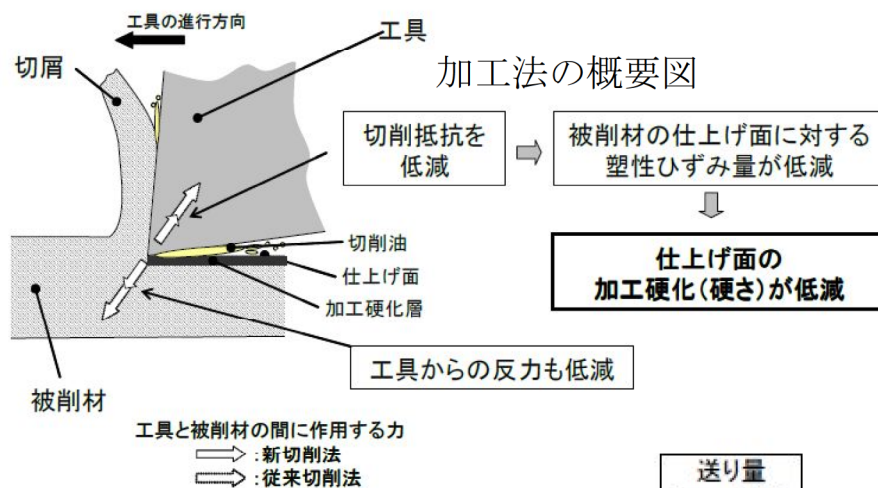 工具の進行方向
工具
切屑
加工法の概要図
切削抵抗を
低減
被削材の仕上げ面に対する
塑性ひずみ量が低減
切削油
仕上げ面
加工硬化層
仕上げ面の
加工硬化(硬さ)が低減
工具からの反力も低減
被削材
工具と被削材の間に作用する力
:新切削法
:従来切削法
送り量